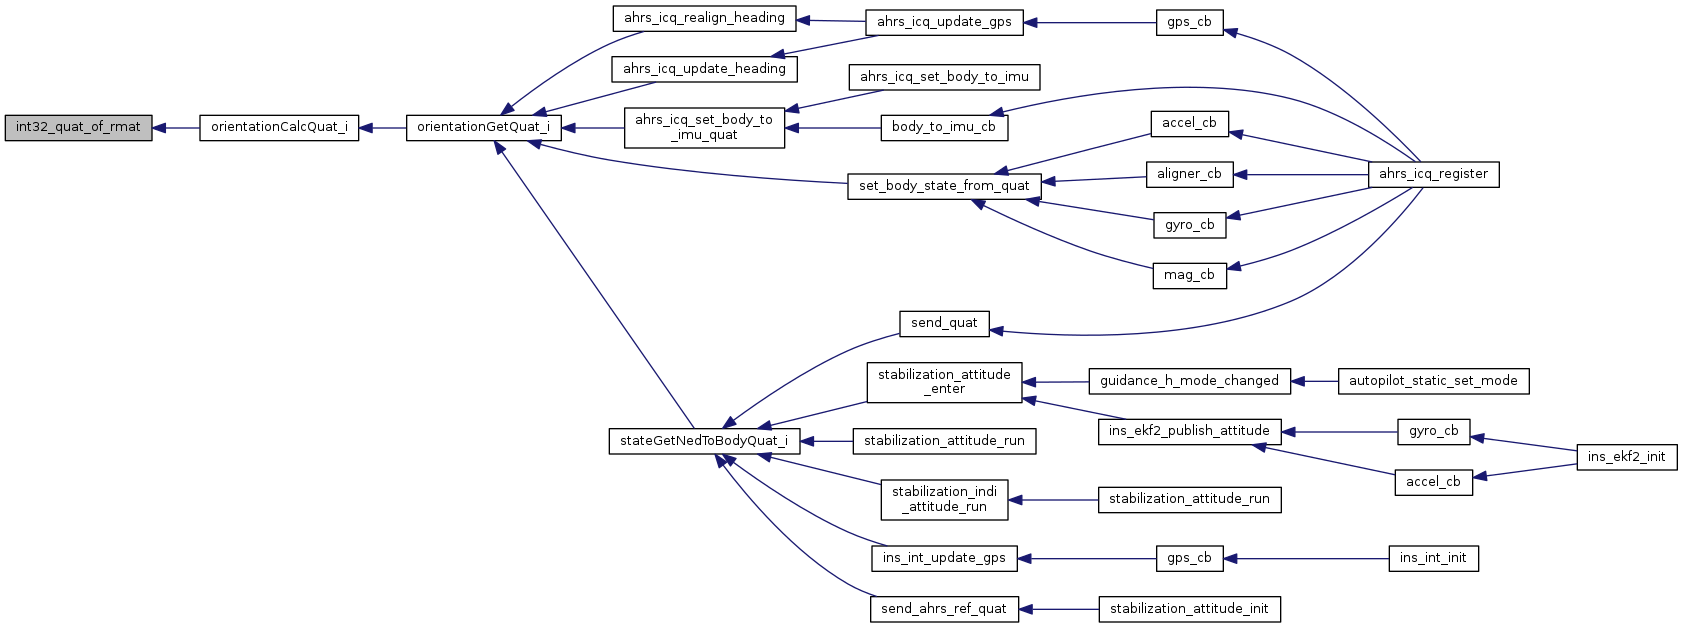 int32_quat_of_rmat
orientationCalcQuat_i
orientationGetQuat_i
ahrs_icq_realign_heading
ahrs_icq_update_gps
gps_cb
ahrs_icq_update_heading
ahrs_icq_set_body_to
_imu_quat
ahrs_icq_set_body_to_imu
body_to_imu_cb
set_body_state_from_quat
accel_cb
aligner_cb
gyro_cb
mag_cb
ahrs_icq_register
stateGetNedToBodyQuat_i
send_quat
stabilization_attitude
_enter
guidance_h_mode_changed
autopilot_static_set_mode
ins_ekf2_publish_attitude
gyro_cb
accel_cb
ins_ekf2_init
stabilization_attitude_run
stabilization_indi
_attitude_run
stabilization_attitude_run
ins_int_update_gps
gps_cb
ins_int_init
send_ahrs_ref_quat
stabilization_attitude_init